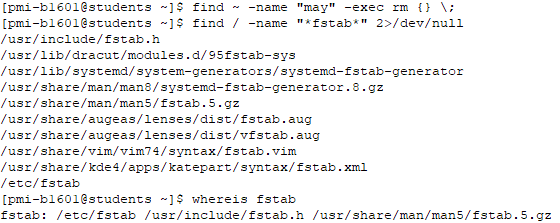 [pmi-b1601@students ~]$ find ~ -name "may" -exec rm {} \;
[pmi-b1601@students ~]$ find / -name "*fstab*" 2>/dev/null
/usr/include/fstab.h
/usr/lib/dracut/modules.d/95fstab-sys
/usr/lib/systemd/system-generators/systemd-fstab-generator
/usr/share/man/man8/systemd-fstab-generator.8.gz
/usr/share/man/man5/fstab.5.gz
/usr/share/augeas/lenses/dist/fstab.aug
/usr/share/augeas/lenses/dist/vfstab.aug
/usr/share/vim/vim74/syntax/fstab.vim
/usr/share/kde4/apps/katepart/syntax/fstab.xml
/etc/fstab
[pmi-b1601@students ~]$ whereis fstab
fstab: /etc/fstab /usr/include/fstab.h /usr/share/man/man5/fstab.5.gz